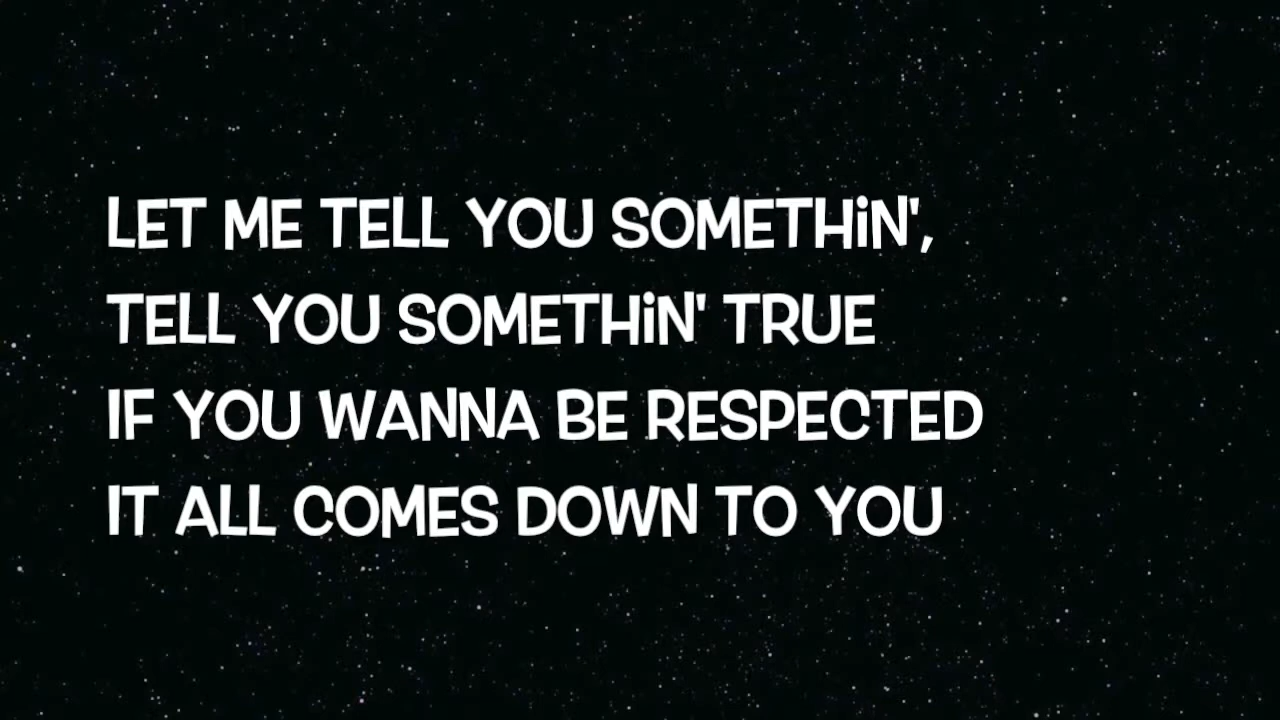 LET ME TELL YOU SOMETHiN',
TELL YOU SOMETHiN' TRUE
IF YOU WANNA BE RESPECTED
IT ALL COMES DOWN TO YOU